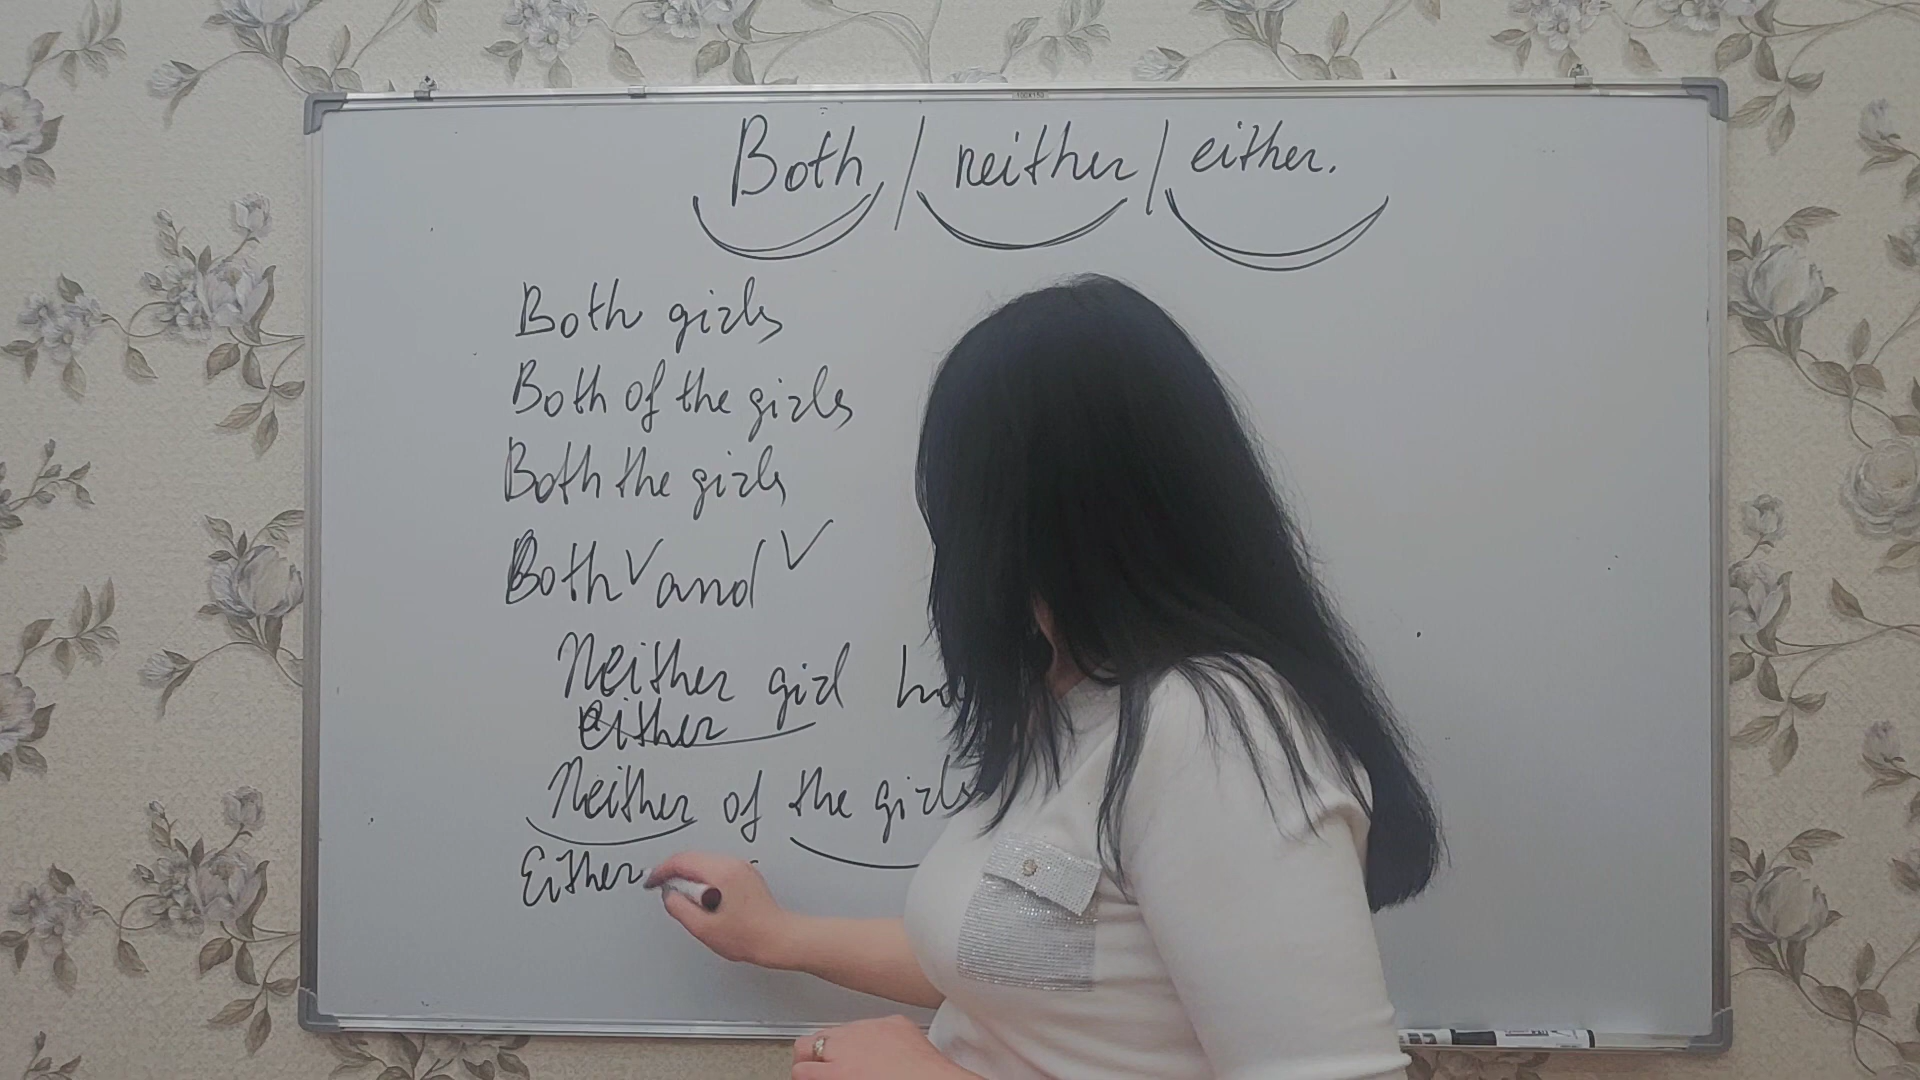 Both / neither / either.
Both girls
Both of the girls
Both the girls
Both V and V
Neither girl
either
Neither of the girls
Either